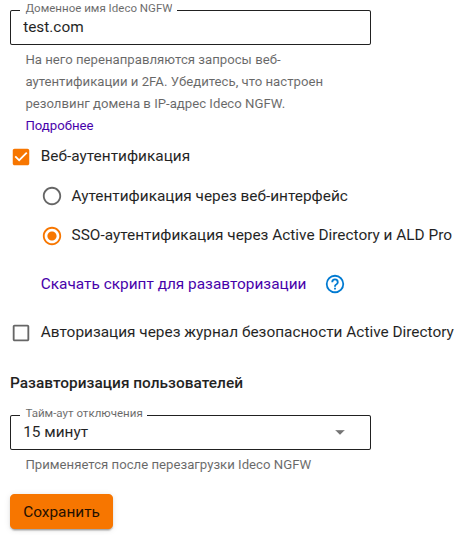 Доменное имя Ideco NGFW
test.com
На него перенаправляются запросы веб-
аутентификации и 2FA. Убедитесь, что настроен
резолвинг домена в IP-адрес Ideco NGFW.
Подробнее
Веб-аутентификация
Аутентификация через веб-интерфейс
SSO-аутентификация через Active Directory и ALD Pro
Скачать скрипт для разавторизации ?
Авторизация через журнал безопасности Active Directory
Разавторизация пользователей
Тайм-аут отключения
15 минут
Применяется после перезагрузки Ideco NGFW
Сохранить